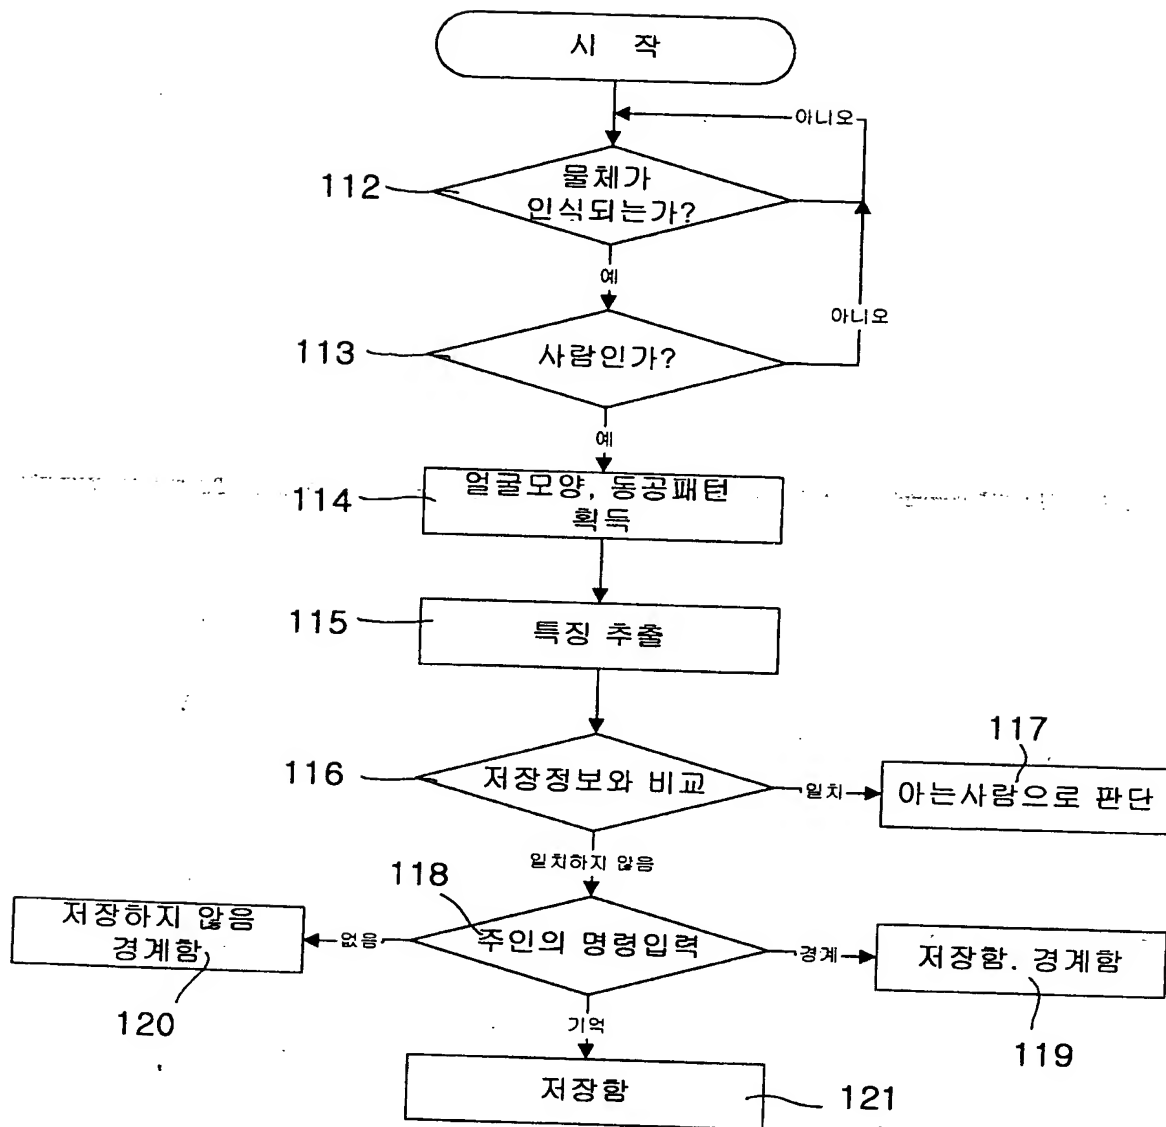 시 작
아니오
112
물체가
인식되는가?
예
아니오
113
사람인가?
예
114
얼굴모양, 동공패턴
획득
115
특징 추출
117
116
저장정보와 비교
일치
아는사람으로 판단
일치하지 않음
118
저장하지 않음
경계함
없음
주인의 명령입력
경계
저장함. 경계함
120
기억
119
저장함
121